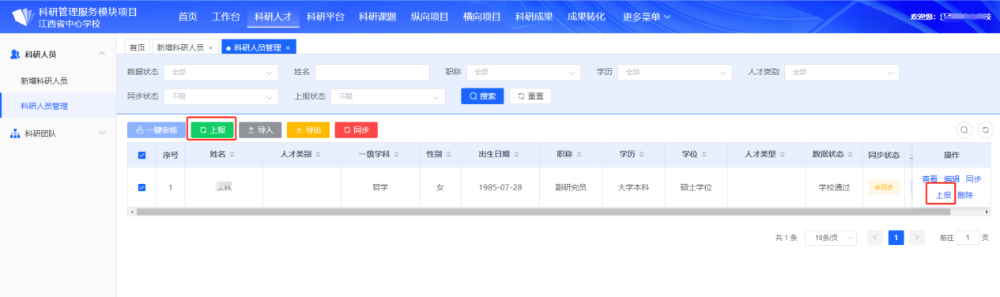 科研管理服务模块项目
江西省中心学校
首页 工作台 科研人才 科研平台 科研课题 纵向项目 横向项目 科研成果 成果转化 更多菜单
欢迎您:
科研人员
新增科研人员
科研人员管理
科研团队
首页 新增科研人员 × 科研人员管理 ×
数据状态 全部 姓名 职称 全部 学历 全部 人才类别 全部
同步状态 不限 上报状态 不限 搜索 重置
一键审核 上报 导入 导出 同步
序号 姓名 人才类别 一级学科 性别 出生日期 职称 学历 学位 人才类型 数据状态 同步状态 操作
1 哲学 女 1985-07-28 副研究员 大学本科 硕士学位 学校通过 未同步 查看 编辑 同步
上报 删除
共 1 条 10条/页 1 前往 1 页